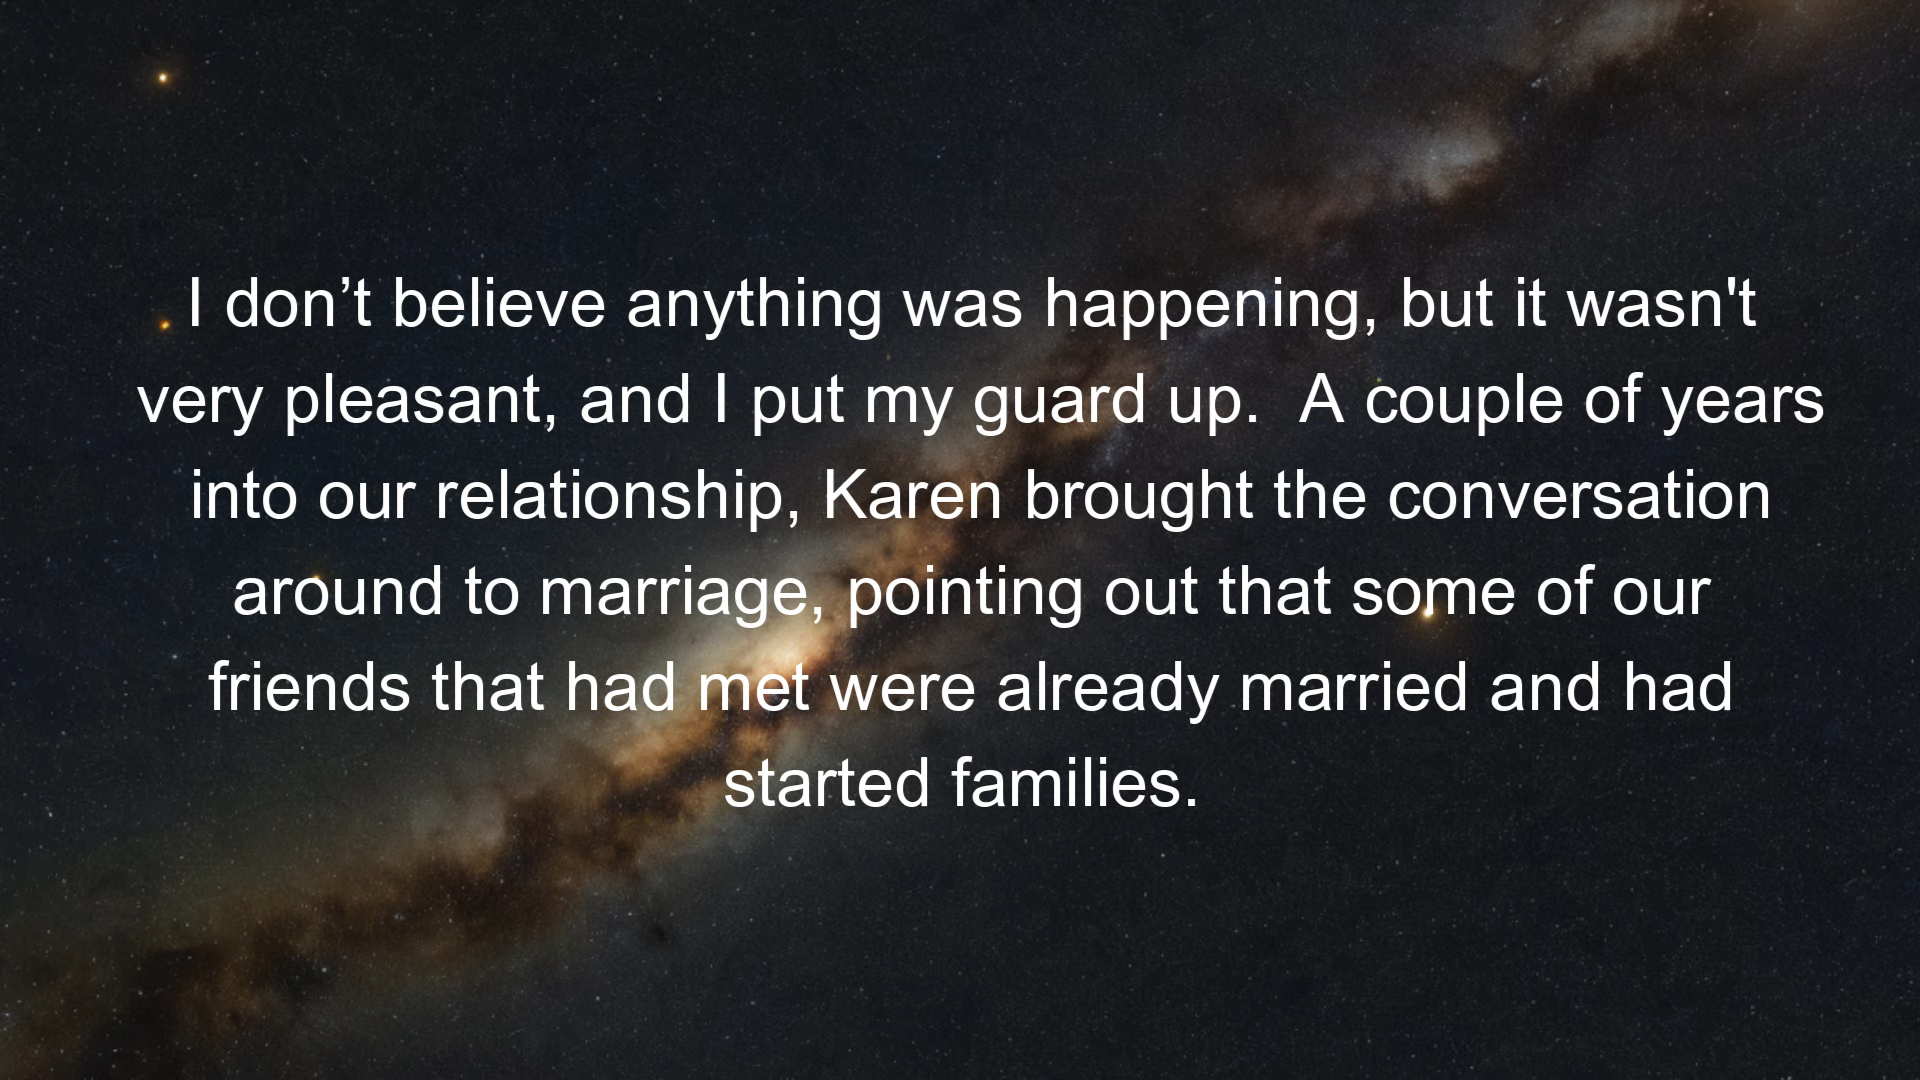 I don’t believe anything was happening, but it wasn't
very pleasant, and I put my guard up.  A couple of years
into our relationship, Karen brought the conversation
around to marriage, pointing out that some of our
friends that had met were already married and had
started families.